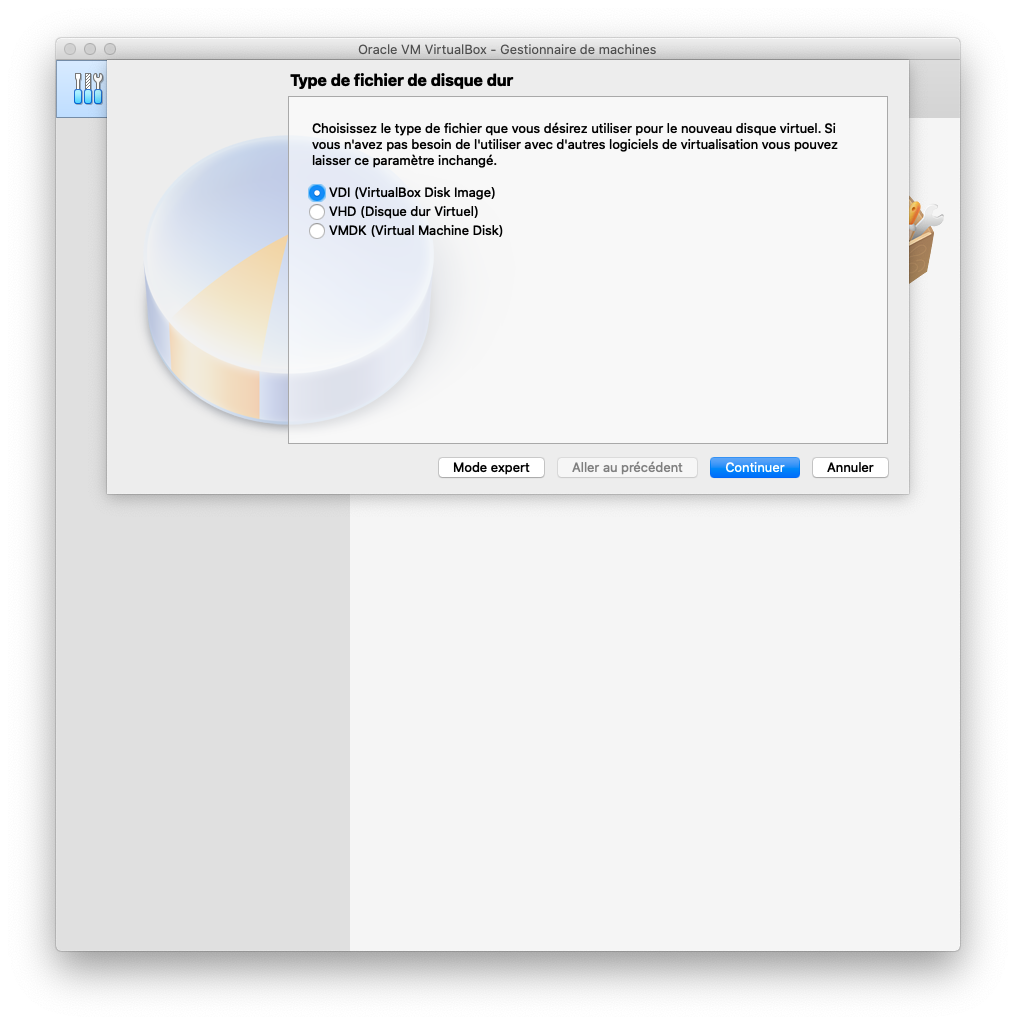 Oracle VM VirtualBox - Gestionnaire de machines
Type de fichier de disque dur
Choisissez le type de fichier que vous désirez utiliser pour le nouveau disque virtuel. Si
vous n'avez pas besoin de l'utiliser avec d'autres logiciels de virtualisation vous pouvez
laisser ce paramètre inchangé.
VDI (VirtualBox Disk Image)
VHD (Disque dur Virtuel)
VMDK (Virtual Machine Disk)
Mode expert
Aller au précédent
Continuer
Annuler